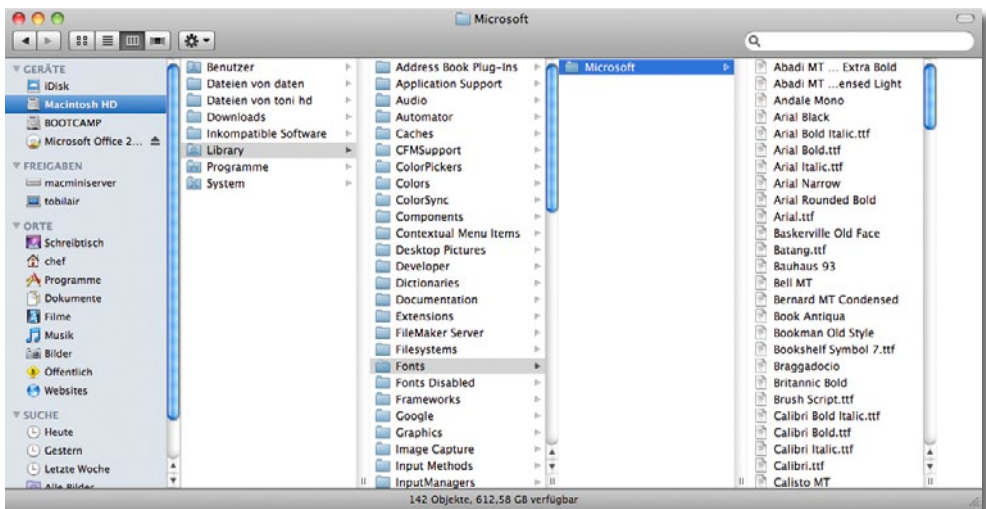 Microsoft
GERÄTE
iDisk
Macintosh HD
BOOTCAMP
Microsoft Office 2...
FREIGABEN
macminiserver
tobilair
ORTE
Schreibtisch
chef
Programme
Dokumente
Filme
Musik
Bilder
Öffentlich
Websites
SUCHE
Heute
Gestern
Letzte Woche
Alle Bilder
Benutzer
Dateien von daten
Dateien von toni hd
Downloads
Inkompatible Software
Library
Programme
System
Address Book Plug-Ins
Application Support
Audio
Automator
Caches
CFMSupport
ColorPickers
Colors
ColorSync
Components
Contextual Menu Items
Desktop Pictures
Developer
Dictionaries
Documentation
Extensions
FileMaker Server
Filesystems
Fonts
Fonts Disabled
Frameworks
Google
Graphics
Image Capture
Input Methods
InputManagers
Microsoft
Abadi MT ... Extra Bold
Abadi MT ...ensed Light
Andale Mono
Arial Black
Arial Bold Italic.ttf
Arial Bold.ttf
Arial Italic.ttf
Arial Narrow
Arial Rounded Bold
Arial.ttf
Baskerville Old Face
Batang.ttf
Bauhaus 93
Bell MT
Bernard MT Condensed
Book Antiqua
Bookman Old Style
Bookshelf Symbol 7.ttf
Braggadocio
Britannic Bold
Brush Script.ttf
Calibri Bold Italic.ttf
Calibri Bold.ttf
Calibri Italic.ttf
Calibri.ttf
Calisto MT
142 Objekte, 612,58 GB verfügbar